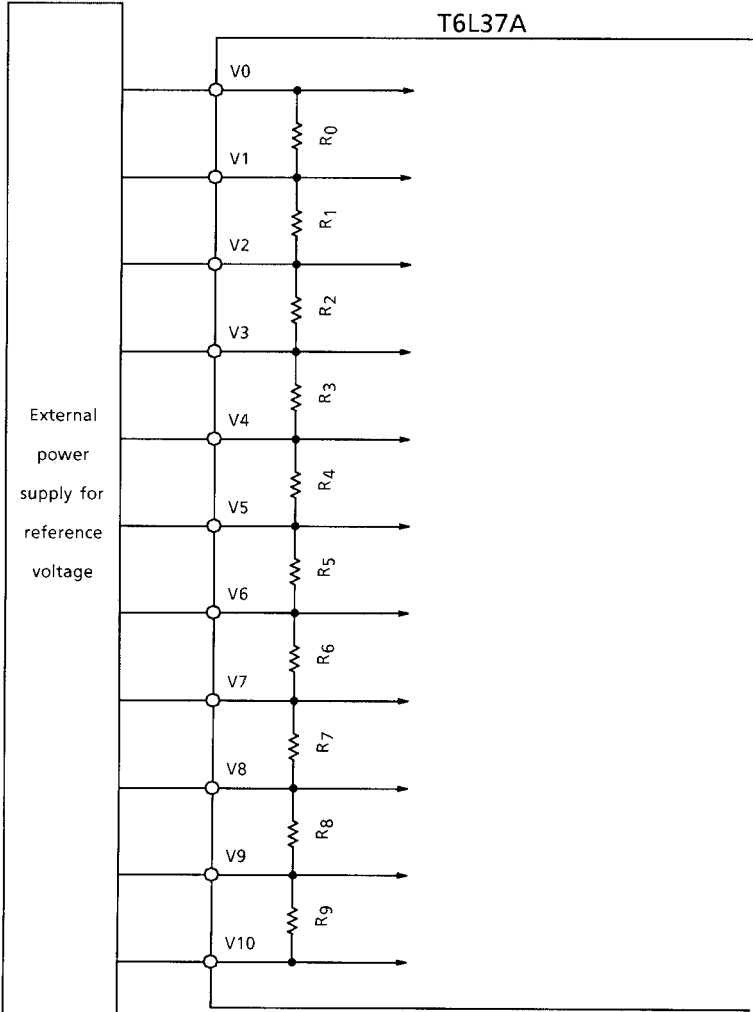 T6L37A
V0
R0
V1
R1
V2
R2
V3
R3
External
power
supply for
reference
voltage
V4
R4
V5
R5
V6
R6
V7
R7
V8
R8
V9
R9
V10